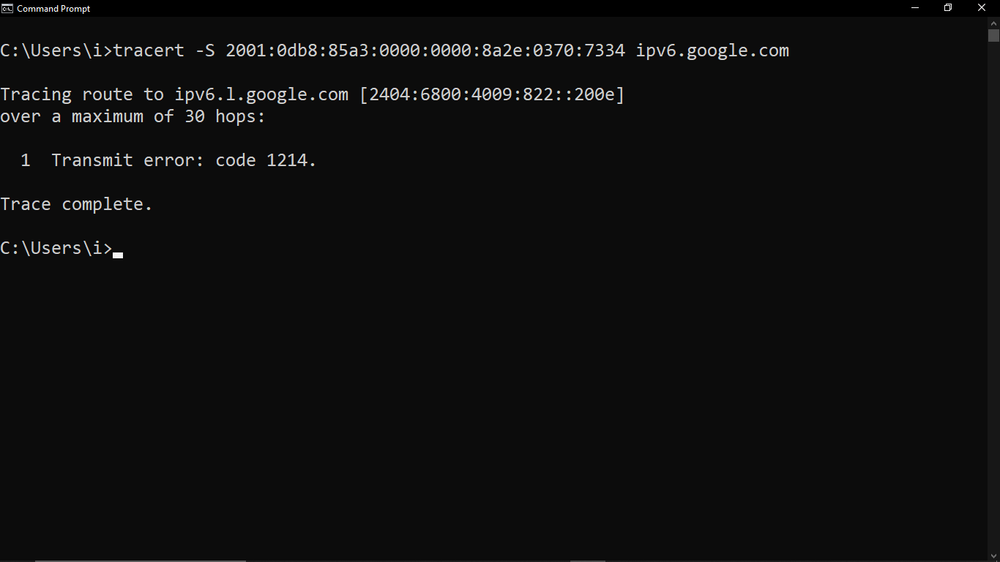 Command Prompt
C:\Users\i>tracert -S 2001:0db8:85a3:0000:0000:8a2e:0370:7334 ipv6.google.com
Tracing route to ipv6.l.google.com [2404:6800:4009:822::200e]
over a maximum of 30 hops:
1  Transmit error: code 1214.
Trace complete.
C:\Users\i>